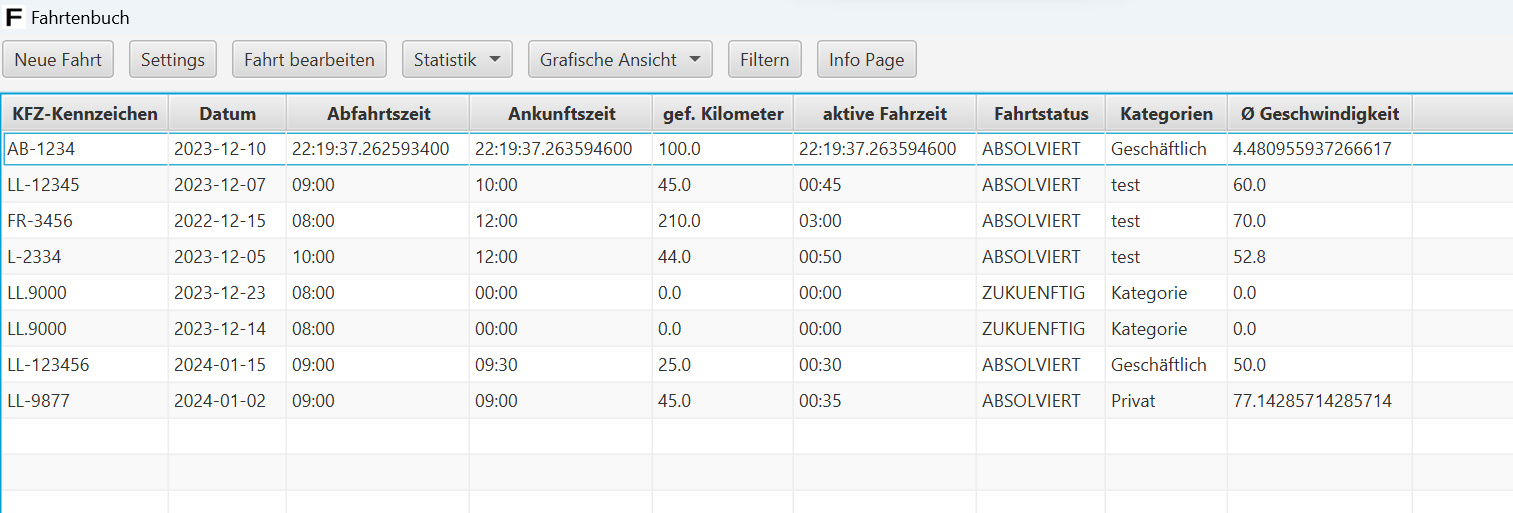 F Fahrtenbuch
Neue Fahrt Settings Fahrt bearbeiten Statistik Grafische Ansicht Filtern Info Page
KFZ-Kennzeichen Datum Abfahrtszeit Ankunftszeit gef. Kilometer aktive Fahrzeit Fahrtstatus Kategorien Ø Geschwindigkeit
AB-1234 2023-12-10 22:19:37.262593400 22:19:37.263594600 100.0 22:19:37.263594600 ABSOLVIERT Geschäftlich 4.480955937266617
LL-12345 2023-12-07 09:00 10:00 45.0 00:45 ABSOLVIERT test 60.0
FR-3456 2022-12-15 08:00 12:00 210.0 03:00 ABSOLVIERT test 70.0
L-2334 2023-12-05 10:00 12:00 44.0 00:50 ABSOLVIERT test 52.8
LL.9000 2023-12-23 08:00 00:00 0.0 00:00 ZUKUENFTIG Kategorie 0.0
LL.9000 2023-12-14 08:00 00:00 0.0 00:00 ZUKUENFTIG Kategorie 0.0
LL-123456 2024-01-15 09:00 09:30 25.0 00:30 ABSOLVIERT Geschäftlich 50.0
LL-9877 2024-01-02 09:00 09:00 45.0 00:35 ABSOLVIERT Privat 77.14285714285714